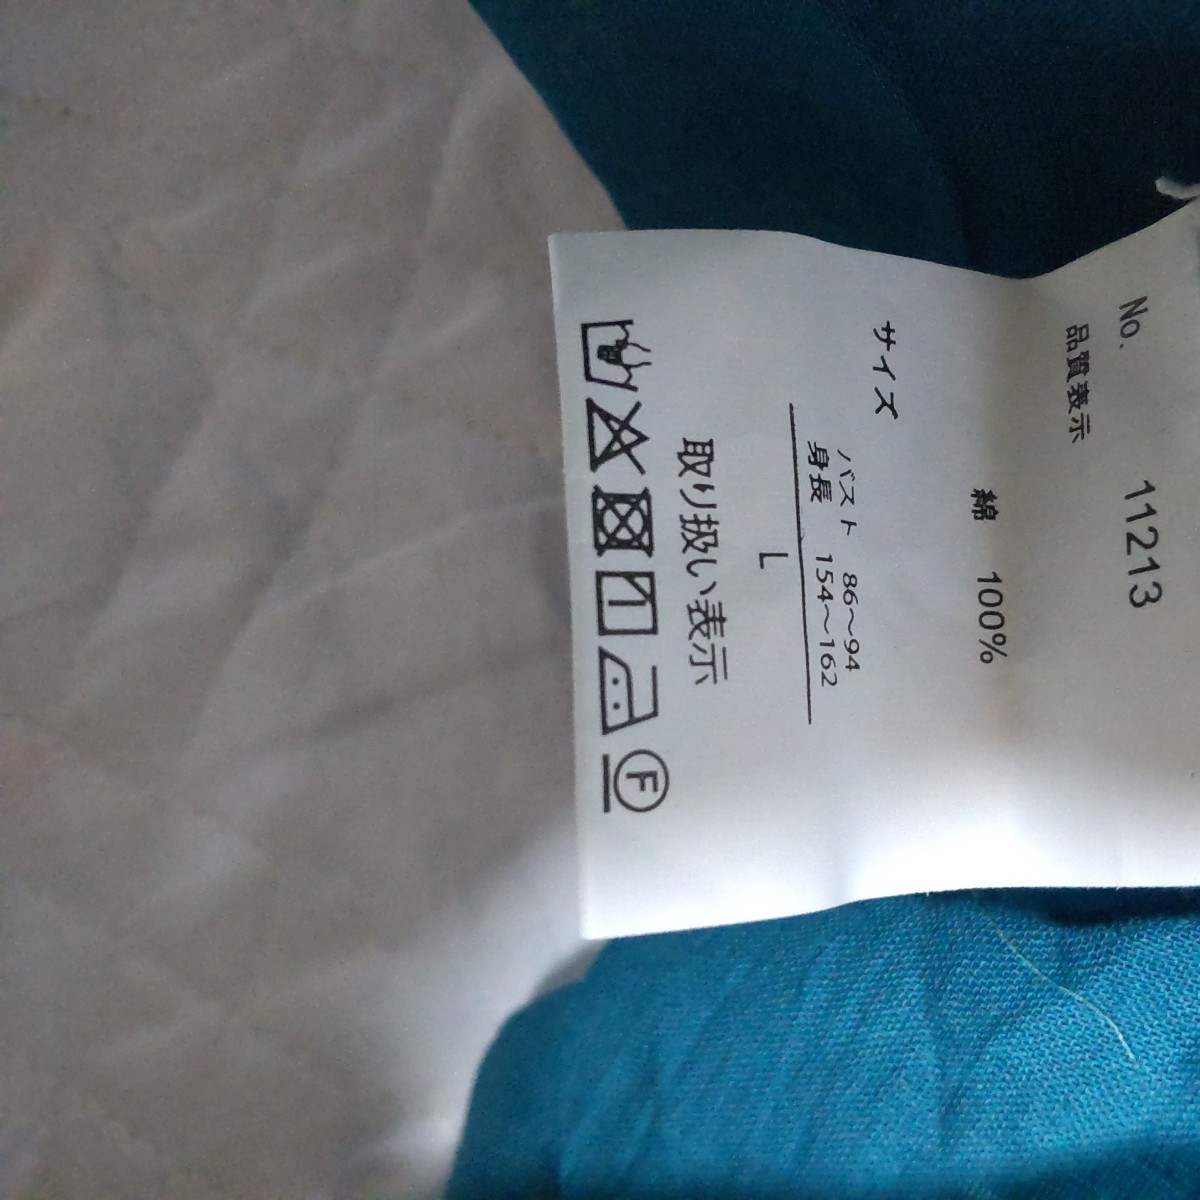 No. 11213
品質表示
綿 100%
サイズ
バスト 86～94
身長 154～162
L
取り扱い表示
F